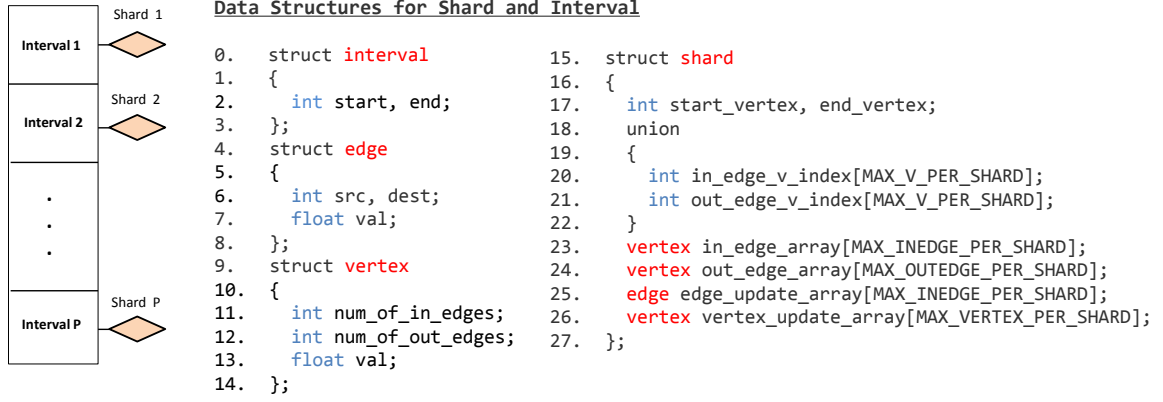 Data Structures for Shard and Interval
Shard 1
Interval 1
Shard 2
Interval 2
.
.
.
Shard P
Interval P
0. struct interval
1. {
2. int start, end;
3. };
4. struct edge
5. {
6. int src, dest;
7. float val;
8. };
9. struct vertex
10. {
11. int num_of_in_edges;
12. int num_of_out_edges;
13. float val;
14. };
15. struct shard
16. {
17. int start_vertex, end_vertex;
18. union
19. {
20. int in_edge_v_index[MAX_V_PER_SHARD];
21. int out_edge_v_index[MAX_V_PER_SHARD];
22. }
23. vertex in_edge_array[MAX_INEDGE_PER_SHARD];
24. vertex out_edge_array[MAX_OUTEDGE_PER_SHARD];
25. edge edge_update_array[MAX_INEDGE_PER_SHARD];
26. vertex vertex_update_array[MAX_VERTEX_PER_SHARD];
27. };